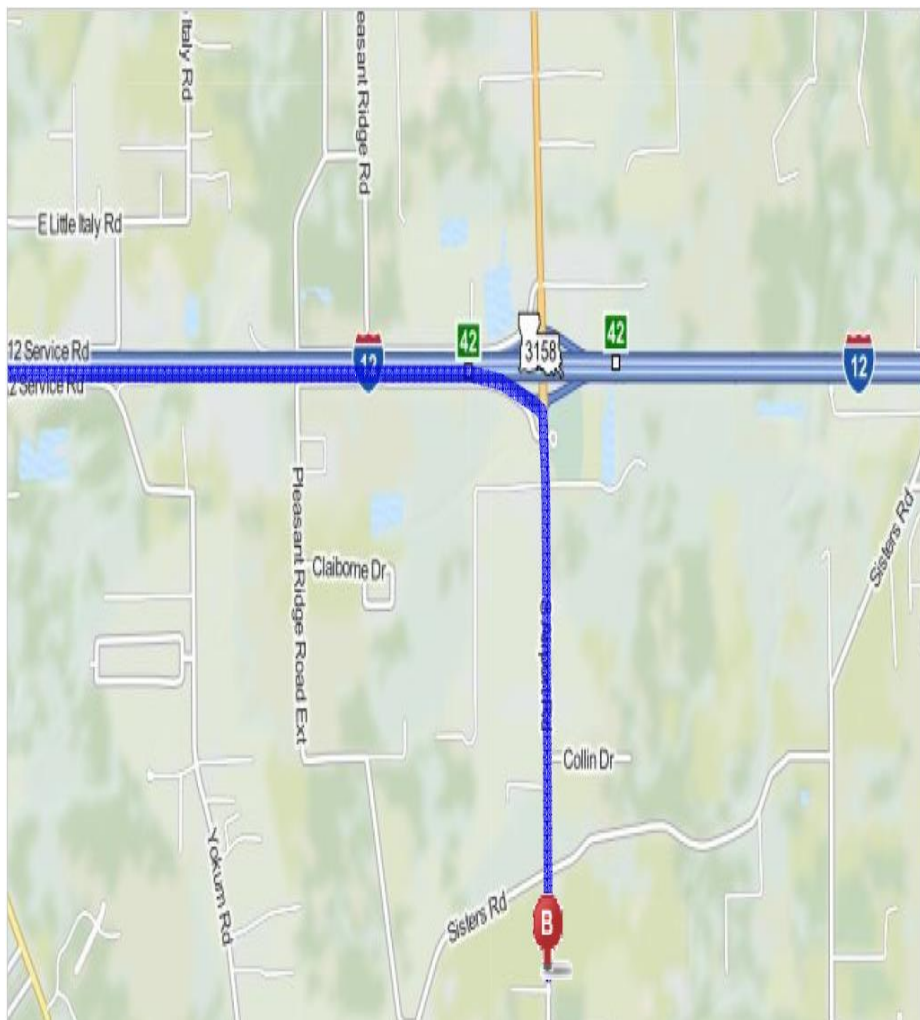 Italy Rd
easant Ridge Rd
E Little Italy Rd
12 Service Rd
2 Service Rd
12
42
3158
42
12
Pleasant Ridge Road Ext
Claiborne Dr
Sisters Rd
Collin Dr
Yokum Rd
Sisters Rd
B